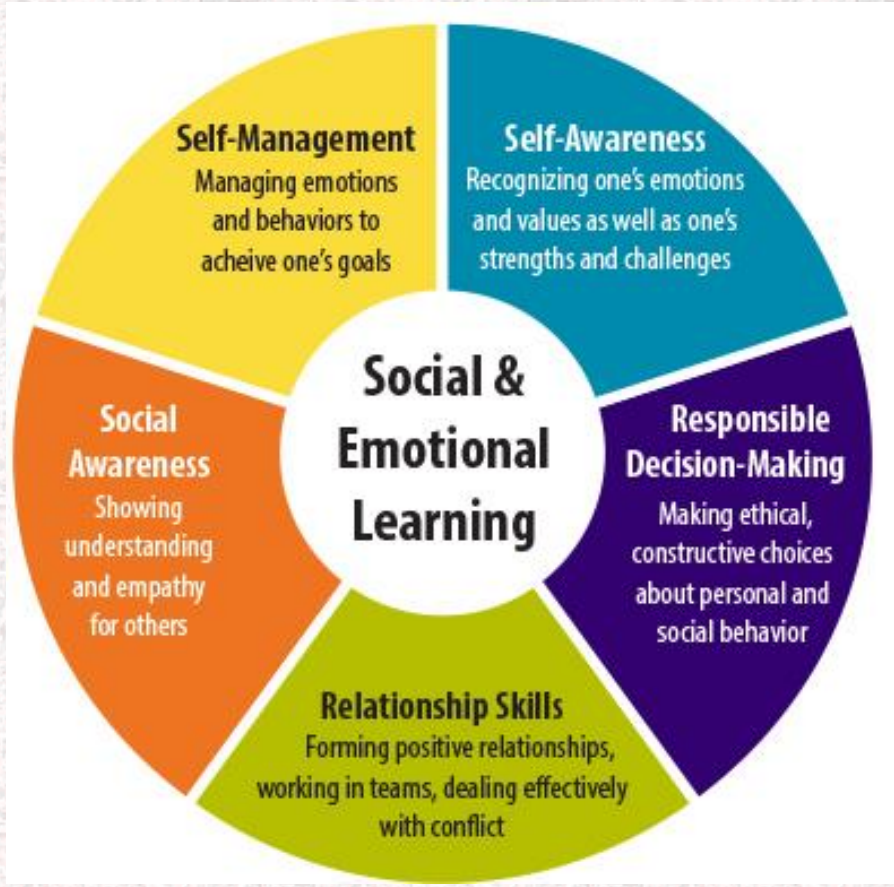 Self-Management
Managing emotions
and behaviors to
acheive one's goals
Self-Awareness
Recognizing one's emotions
and values as well as one's
strengths and challenges
Social &
Emotional
Learning
Social
Awareness
Showing
understanding
and empathy
for others
Responsible
Decision-Making
Making ethical,
constructive choices
about personal and
social behavior
Relationship Skills
Forming positive relationships,
working in teams, dealing effectively
with conflict